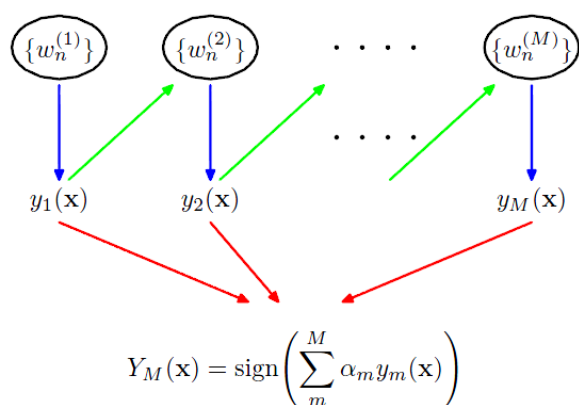 {w_n^{(1)}} {w_n^{(2)}} · · · · {w_n^{(M)}}
· · · ·
y_1(x) y_2(x) y_M(x)
Y_M(x) = sign(∑_m^M α_m y_m(x))